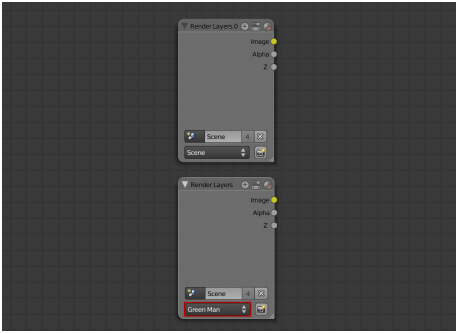 Render Layers.0
Image
Alpha
Z
Scene 4
Scene
Render Layers
Image
Alpha
Z
Scene 4
Green Man